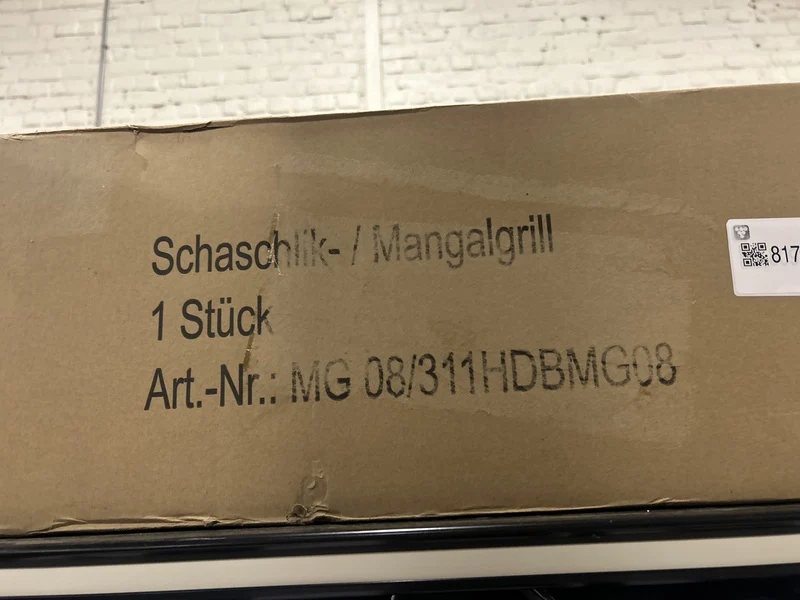 Schaschlik- / Mangalgrill
1 Stück
Art.-Nr.: MG 08/311HDBMG08
817